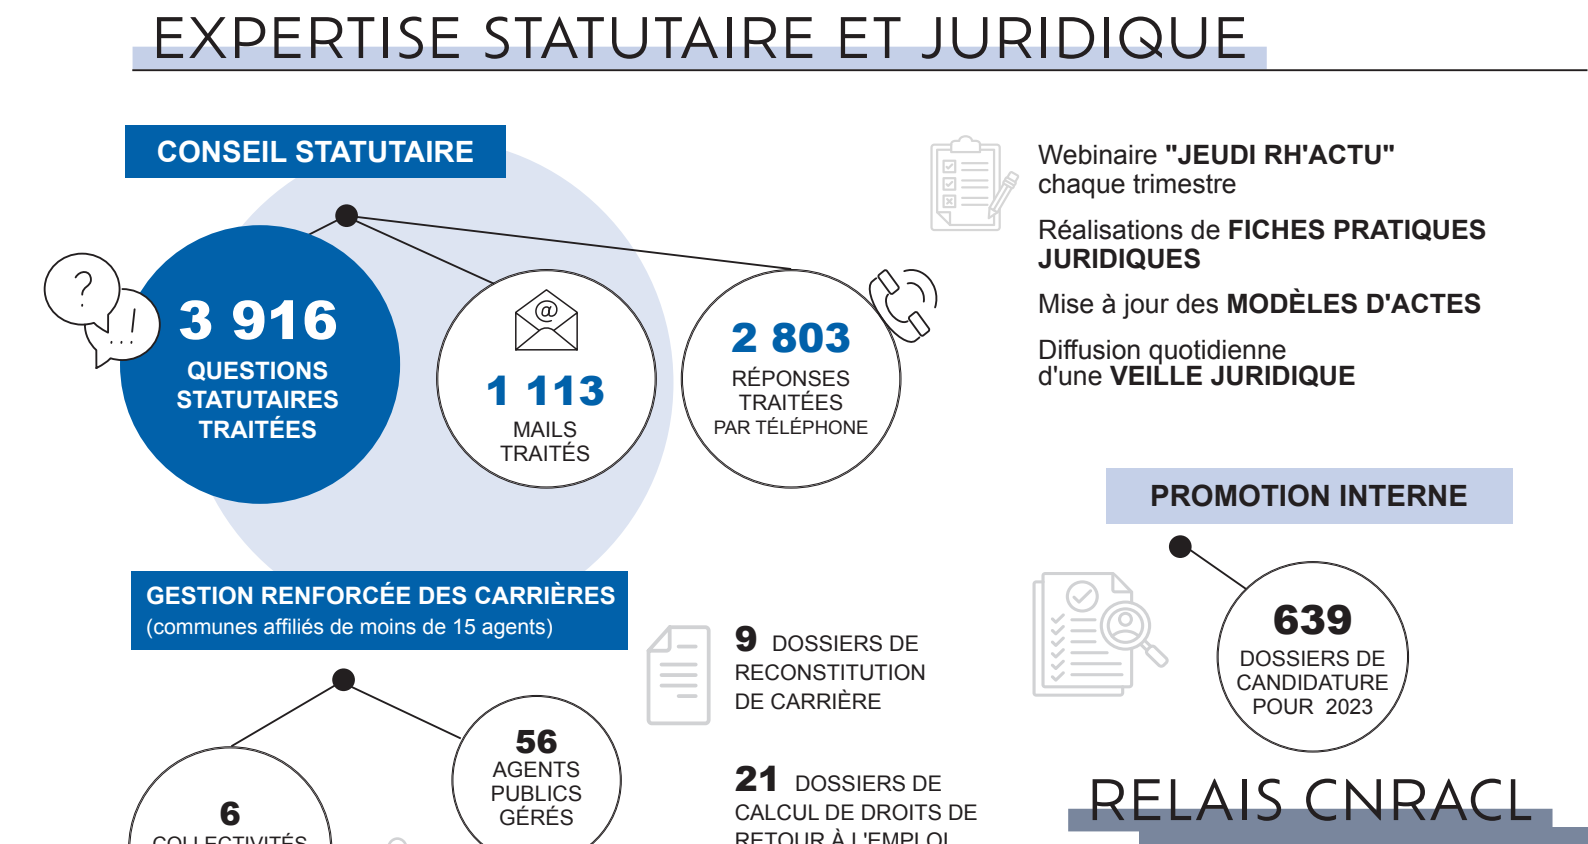 EXPERTISE STATUTAIRE ET JURIDIQUE
CONSEIL STATUTAIRE
?
!
...
3 916
QUESTIONS
STATUTAIRES
TRAITÉES
@
1 113
MAILS
TRAITÉS
2 803
RÉPONSES
TRAITÉES
PAR TÉLÉPHONE
Webinaire "JEUDI RH'ACTU"
chaque trimestre
Réalisations de FICHES PRATIQUES
JURIDIQUES
Mise à jour des MODÈLES D'ACTES
Diffusion quotidienne
d'une VEILLE JURIDIQUE
PROMOTION INTERNE
639
DOSSIERS DE
CANDIDATURE
POUR 2023
GESTION RENFORCÉE DES CARRIÈRES
(communes affiliés de moins de 15 agents)
6
COLLECTIVITÉS
56
AGENTS
PUBLICS
GÉRÉS
9 DOSSIERS DE
RECONSTITUTION
DE CARRIÈRE
21 DOSSIERS DE
CALCUL DE DROITS DE
RETOUR À L'EMPLOI
RELAIS CNRACL